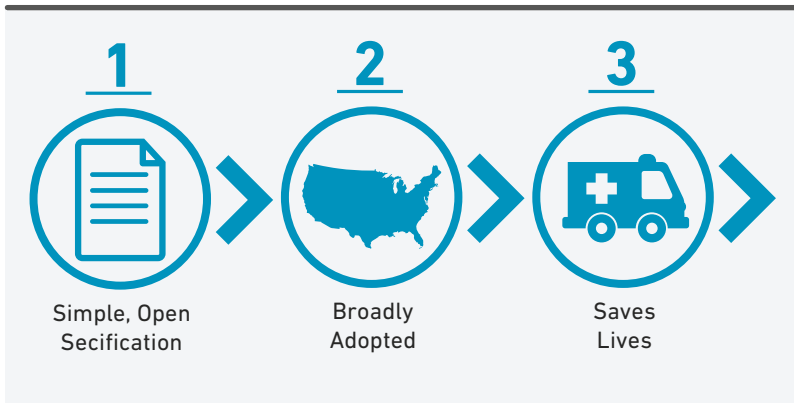 1
2
3
Simple, Open
Secification
Broadly
Adopted
Saves
Lives